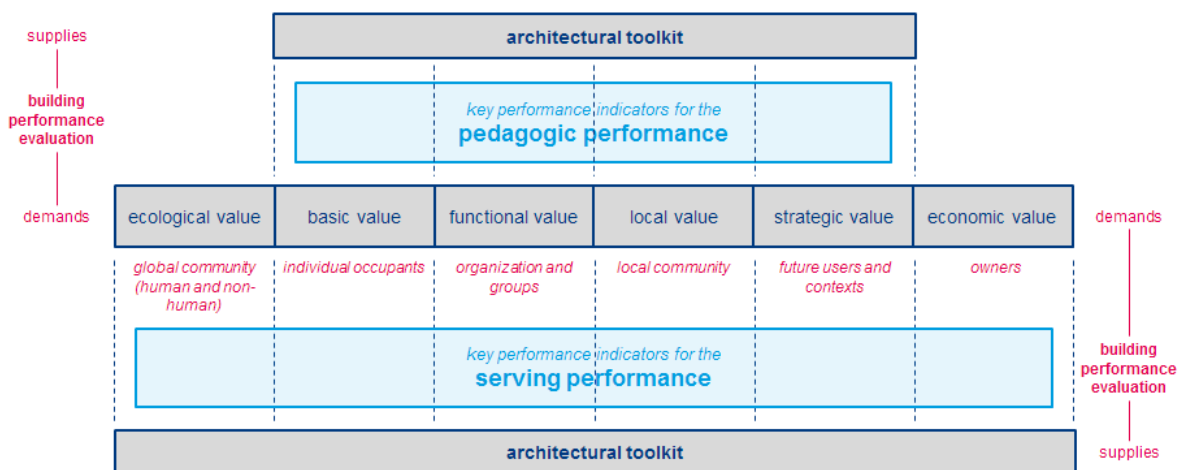 supplies
architectural toolkit
building
performance
evaluation
key performance indicators for the
pedagogic performance
demands
ecological value
basic value
functional value
local value
strategic value
economic value
demands
global community
(human and non-
human)
individual occupants
organization and
groups
local community
future users and
contexts
owners
key performance indicators for the
serving performance
building
performance
evaluation
architectural toolkit
supplies